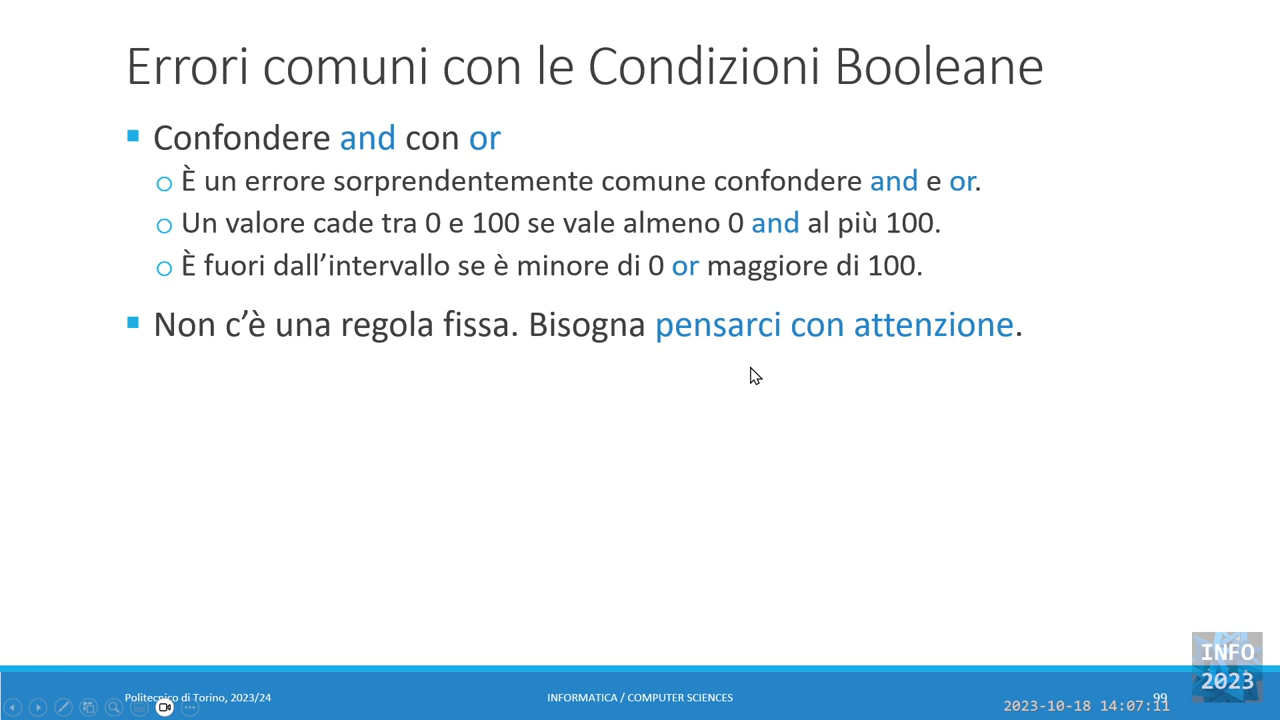 Errori comuni con le Condizioni Booleane
Confondere and con or
È un errore sorprendentemente comune confondere and e or.
Un valore cade tra 0 e 100 se vale almeno 0 and al più 100.
È fuori dall’intervallo se è minore di 0 or maggiore di 100.
Non c’è una regola fissa. Bisogna pensarci con attenzione.
INFO
2023
Politecnico di Torino, 2023/24
INFORMATICA / COMPUTER SCIENCES
99
2023-10-18 14:07:11